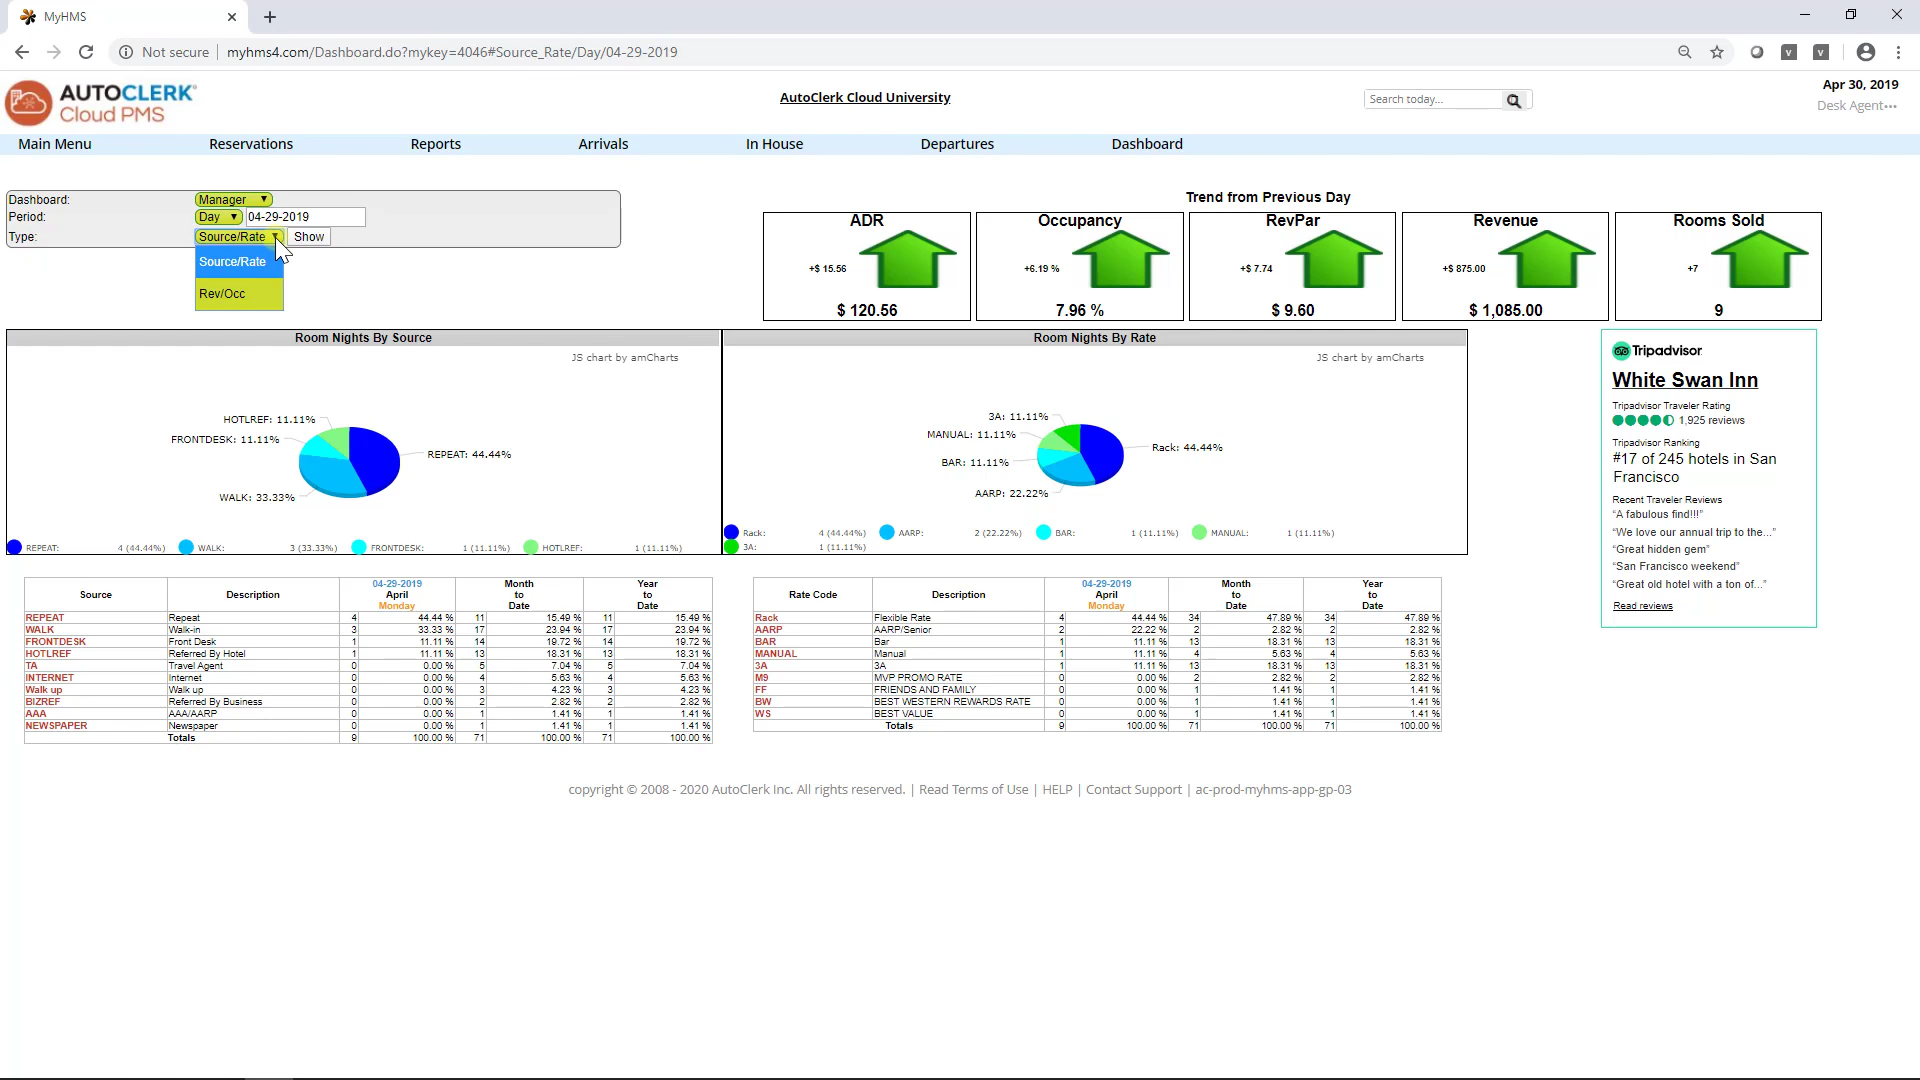 MyHMS
Not secure
myhms4.com/Dashboard.do?mykey=4046#Source_Rate/Day/04-29-2019
AUTOCLERK
Cloud PMS
AutoClerk Cloud University
Search today...
Apr 30, 2019
Desk Agent•••
Main Menu Reservations Reports Arrivals In House Departures Dashboard
Dashboard: Manager
Period: Day 04-29-2019
Type: Source/Rate Show
Source/Rate
Rev/Occ
Trend from Previous Day
ADR Occupancy RevPar Revenue Rooms Sold
+$ 15.56 +6.19 % +$ 7.74 +$ 875.00 +7
$ 120.56 7.96 % $ 9.60 $ 1,085.00 9
Room Nights By Source
JS chart by amCharts
HOTLREF: 11.11%
FRONTDESK: 11.11%
REPEAT: 44.44%
WALK: 33.33%
REPEAT: 4 (44.44%) WALK: 3 (33.33%) FRONTDESK: 1 (11.11%) HOTLREF: 1 (11.11%)
Room Nights By Rate
JS chart by amCharts
3A: 11.11%
MANUAL: 11.11%
Rack: 44.44%
BAR: 11.11%
AARP: 22.22%
Rack: 4 (44.44%) AARP: 2 (22.22%) BAR: 1 (11.11%) MANUAL: 1 (11.11%)
3A: 1 (11.11%)
Tripadvisor
White Swan Inn
Tripadvisor Traveler Rating
1,925 reviews
Tripadvisor Ranking
#17 of 245 hotels in San
Francisco
Recent Traveler Reviews
“A fabulous find!!!”
“We love our annual trip to the...”
“Great hidden gem”
“San Francisco weekend”
“Great old hotel with a ton of...”
Read reviews
Source Description 04-29-2019 April Monday Month to Date Year to Date
REPEAT Repeat 4 44.44 % 11 15.49 % 11 15.49 %
WALK Walk-in 3 33.33 % 17 23.94 % 17 23.94 %
FRONTDESK Front Desk 1 11.11 % 14 19.72 % 14 19.72 %
HOTLREF Referred By Hotel 1 11.11 % 13 18.31 % 13 18.31 %
TA Travel Agent 0 0.00 % 5 7.04 % 5 7.04 %
INTERNET Internet 0 0.00 % 4 5.63 % 4 5.63 %
Walk up Walk up 0 0.00 % 3 4.23 % 3 4.23 %
BIZREF Referred By Business 0 0.00 % 2 2.82 % 2 2.82 %
AAA AAA/AARP 0 0.00 % 1 1.41 % 1 1.41 %
NEWSPAPER Newspaper 0 0.00 % 1 1.41 % 1 1.41 %
Totals 9 100.00 % 71 100.00 % 71 100.00 %
Rate Code Description 04-29-2019 April Monday Month to Date Year to Date
Rack Flexible Rate 4 44.44 % 34 47.89 % 34 47.89 %
AARP AARP/Senior 2 22.22 % 2 2.82 % 2 2.82 %
BAR Bar 1 11.11 % 13 18.31 % 13 18.31 %
MANUAL Manual 1 11.11 % 4 5.63 % 4 5.63 %
3A 3A 1 11.11 % 13 18.31 % 13 18.31 %
M9 MVP PROMO RATE 0 0.00 % 2 2.82 % 2 2.82 %
FF FRIENDS AND FAMILY 0 0.00 % 1 1.41 % 1 1.41 %
BW BEST WESTERN REWARDS RATE 0 0.00 % 1 1.41 % 1 1.41 %
WS BEST VALUE 0 0.00 % 1 1.41 % 1 1.41 %
Totals 9 100.00 % 71 100.00 % 71 100.00 %
copyright © 2008 - 2020 AutoClerk Inc. All rights reserved. | Read Terms of Use | HELP | Contact Support | ac-prod-myhms-app-gp-03